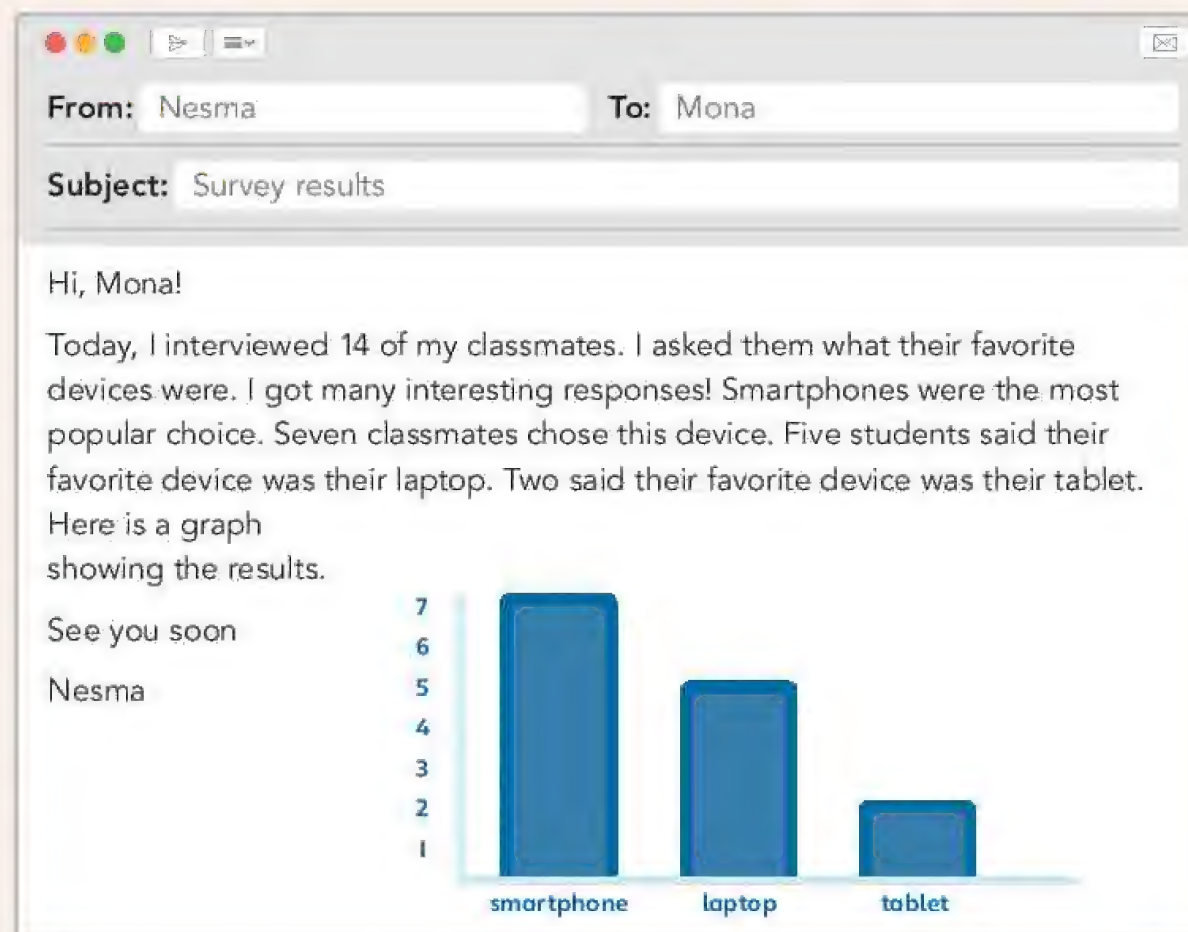 From: Nesma To: Mona
Subject: Survey results
Hi, Mona!
Today, I interviewed 14 of my classmates. I asked them what their favorite
devices were. I got many interesting responses! Smartphones were the most
popular choice. Seven classmates chose this device. Five students said their
favorite device was their laptop. Two said their favorite device was their tablet.
Here is a graph
showing the results.
See you soon
Nesma
7
6
5
4
3
2
1
smartphone laptop tablet